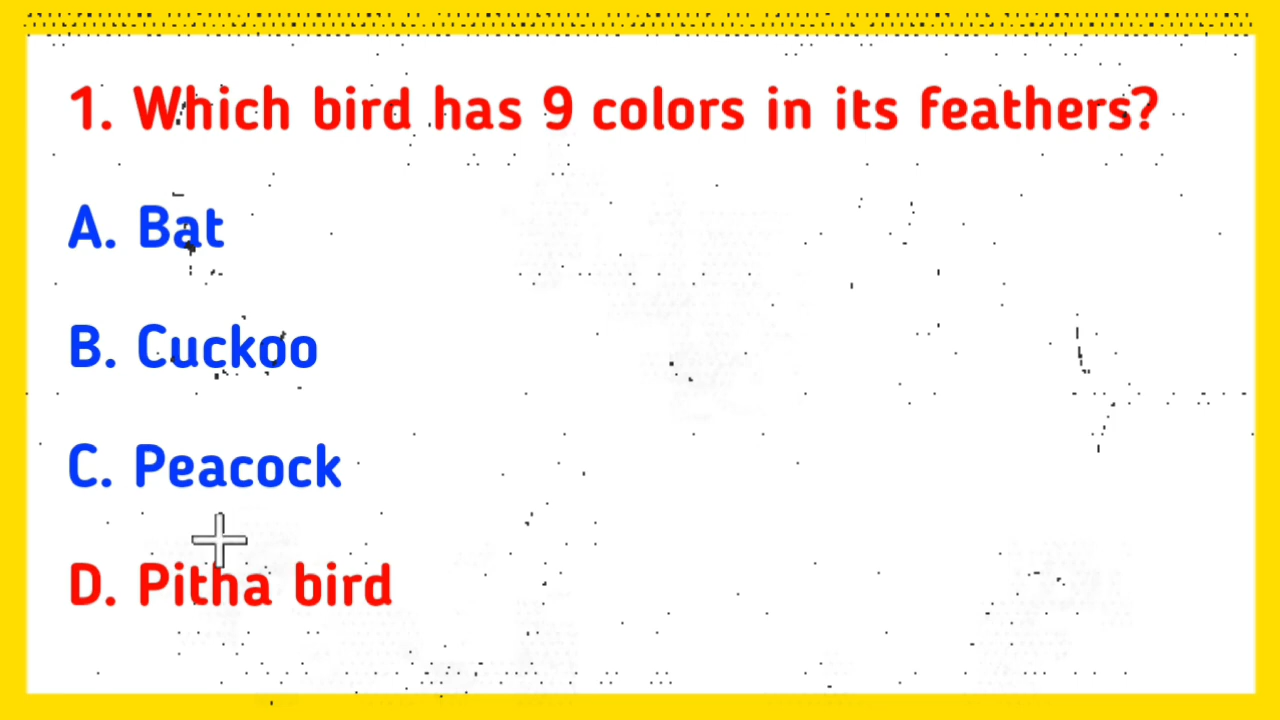 1. Which bird has 9 colors in its feathers?
A. Bat
B. Cuckoo
C. Peacock
D. Pitha bird